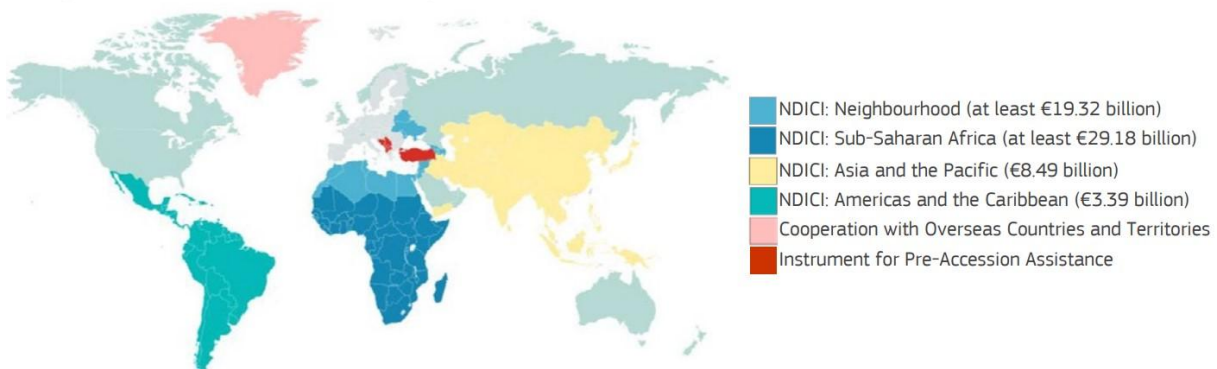 NDICI: Neighbourhood (at least €19.32 billion)
NDICI: Sub-Saharan Africa (at least €29.18 billion)
NDICI: Asia and the Pacific (€8.49 billion)
NDICI: Americas and the Caribbean (€3.39 billion)
Cooperation with Overseas Countries and Territories
Instrument for Pre-Accession Assistance